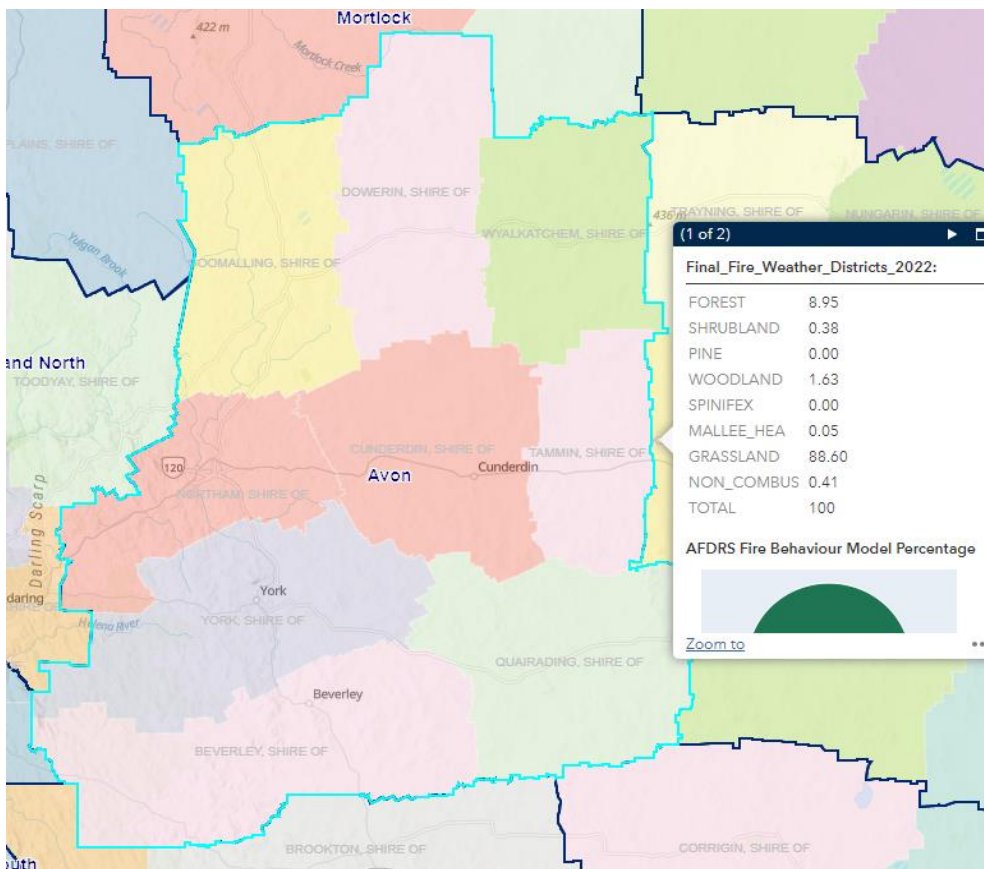 Mortlock
422 m
Mortlock Creek
PLAINS, SHIRE OF
DOWERIN, SHIRE OF
436 m
TRAYNING, SHIRE OF
NUNGARIN, SHIRE OF
WYALKATCHEM, SHIRE OF
Yulgan Brook
GOOMALLING, SHIRE OF
and North
TOODYAY, SHIRE OF
CUNDERDIN, SHIRE OF
TAMMIN, SHIRE OF
120
Avon
Cunderdin
NORTHAM, SHIRE OF
Darling Scarp
daring
SHIRE OF
Helena River
York
YORK, SHIRE OF
QUAIRADING, SHIRE OF
Beverley
BEVERLEY, SHIRE OF
BROOKTON, SHIRE OF
CORRIGIN, SHIRE OF
outh
(1 of 2)
Final_Fire_Weather_Districts_2022:
FOREST 8.95
SHRUBLAND 0.38
PINE 0.00
WOODLAND 1.63
SPINIFEX 0.00
MALLEE_HEA 0.05
GRASSLAND 88.60
NON_COMBUS 0.41
TOTAL 100
AFDRS Fire Behaviour Model Percentage
Zoom to